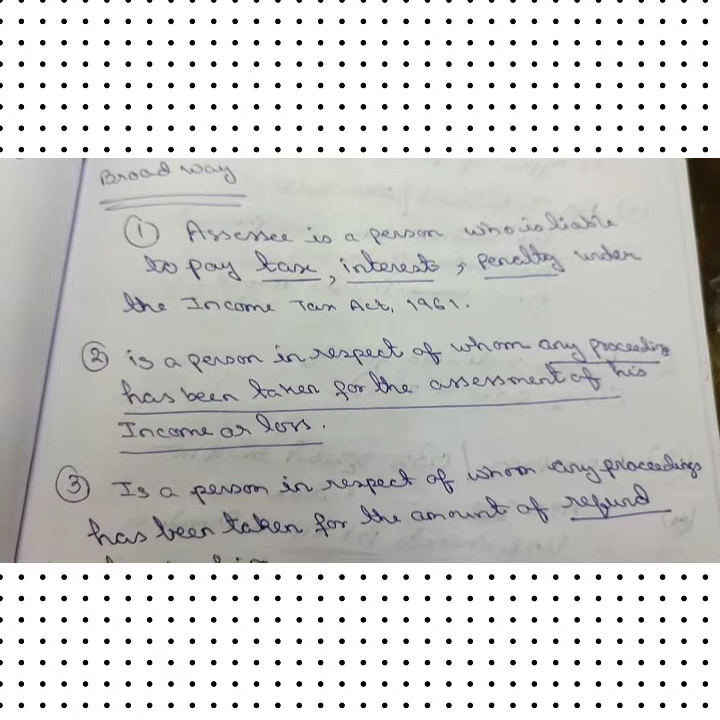 Broad way
① Assessee is a person who is liable
to pay tax, interest, penalty under
the Income Tax Act, 1961.
② is a person in respect of whom any proceeding
has been taken for the assessment of his
Income or loss.
③ Is a person in respect of whom any proceedings
has been taken for the amount of refund